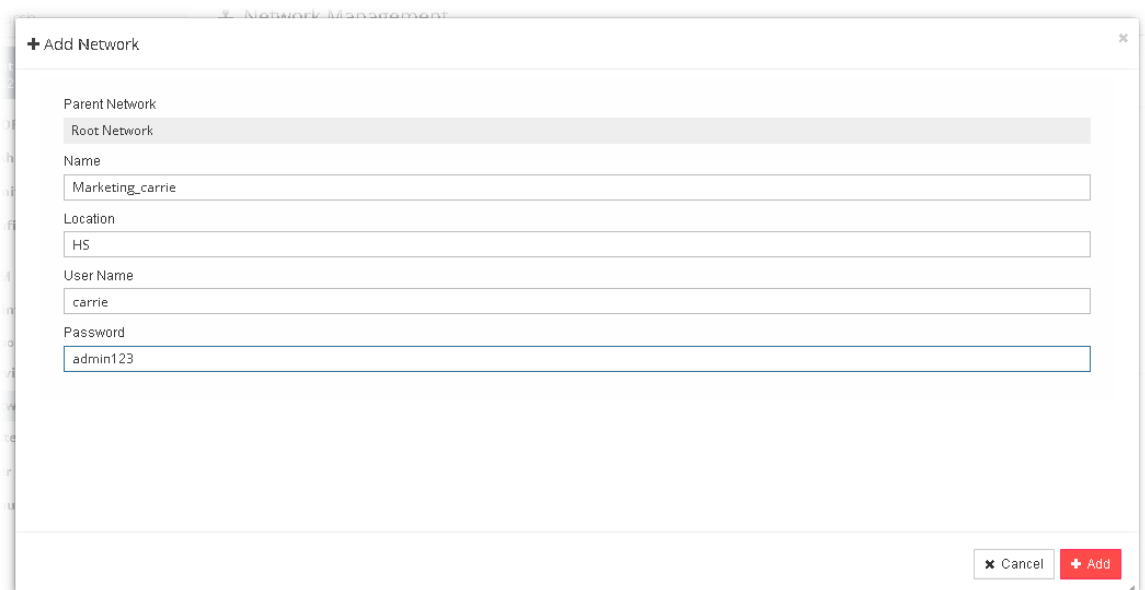 Network Management
+ Add Network
×
Parent Network
Root Network
Name
Marketing_carrie
Location
HS
User Name
carrie
Password
admin123
× Cancel
+ Add